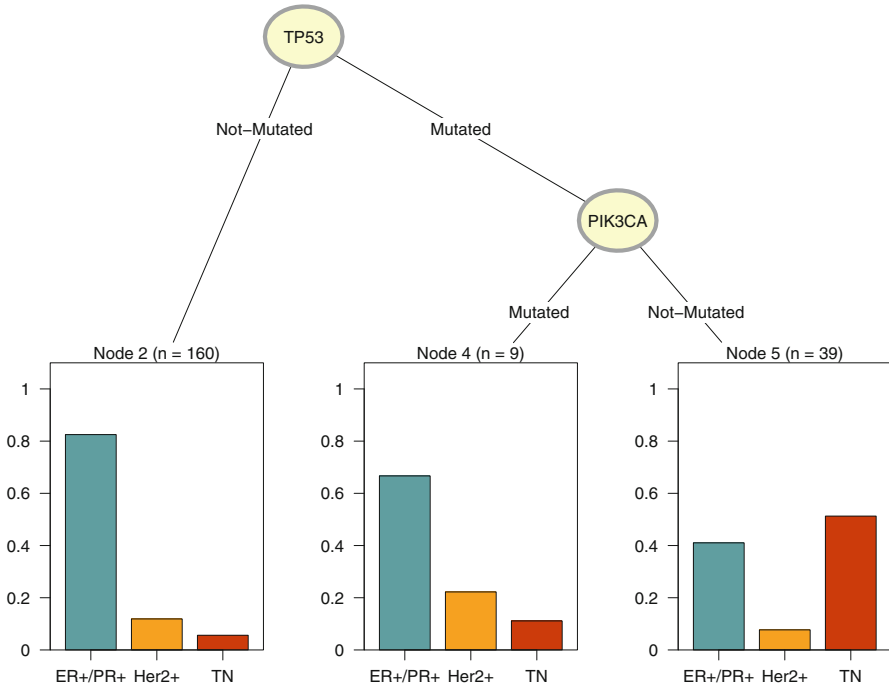 TP53
Not−Mutated
Mutated
PIK3CA
Mutated
Not−Mutated
Node 2 (n = 160)
1
0.8
0.6
0.4
0.2
0
ER+/PR+ Her2+ TN
Node 4 (n = 9)
1
0.8
0.6
0.4
0.2
0
ER+/PR+ Her2+ TN
Node 5 (n = 39)
1
0.8
0.6
0.4
0.2
0
ER+/PR+ Her2+ TN